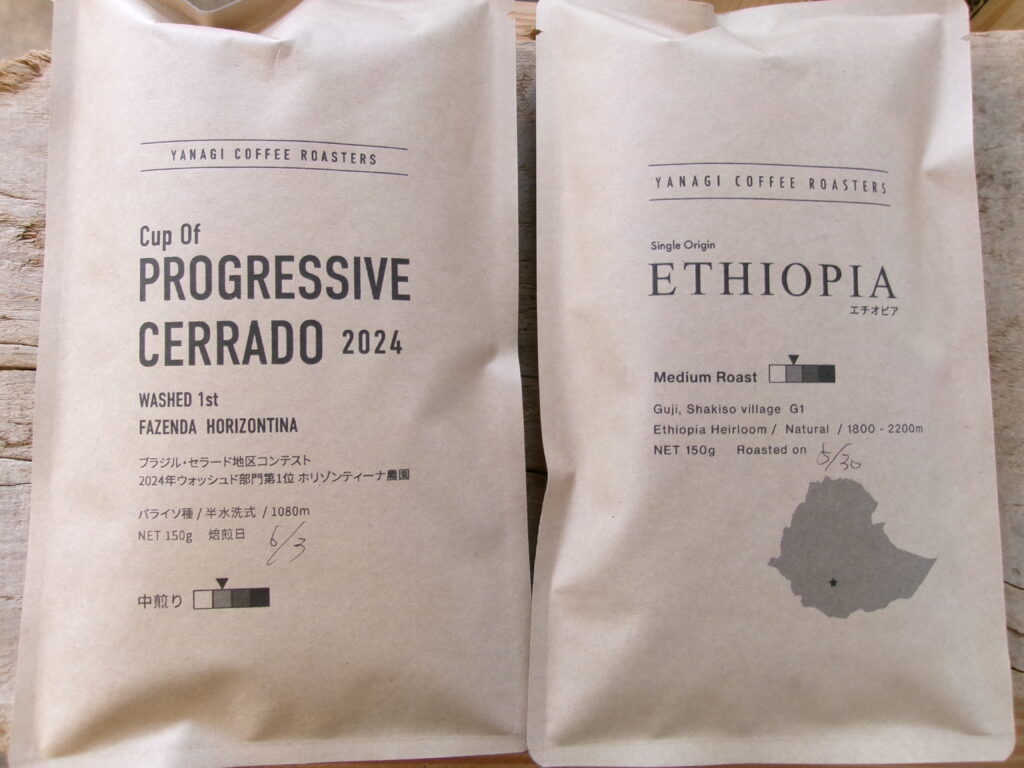 YANAGI COFFEE ROASTERS
Cup Of
PROGRESSIVE
CERRADO 2024
WASHED 1st
FAZENDA HORIZONTINA
ブラジル・セラード地区コンテスト
2024年ウォッシュド部門第1位 ホリゾンティーナ農園
パライソ種 / 半水洗式 / 1080m
NET 150g 焙煎日 6/3
中煎り
YANAGI COFFEE ROASTERS
Single Origin
ETHIOPIA
エチオピア
Medium Roast
Guji, Shakiso village G1
Ethiopia Heirloom / Natural / 1800 - 2200m
NET 150g Roasted on 5/30